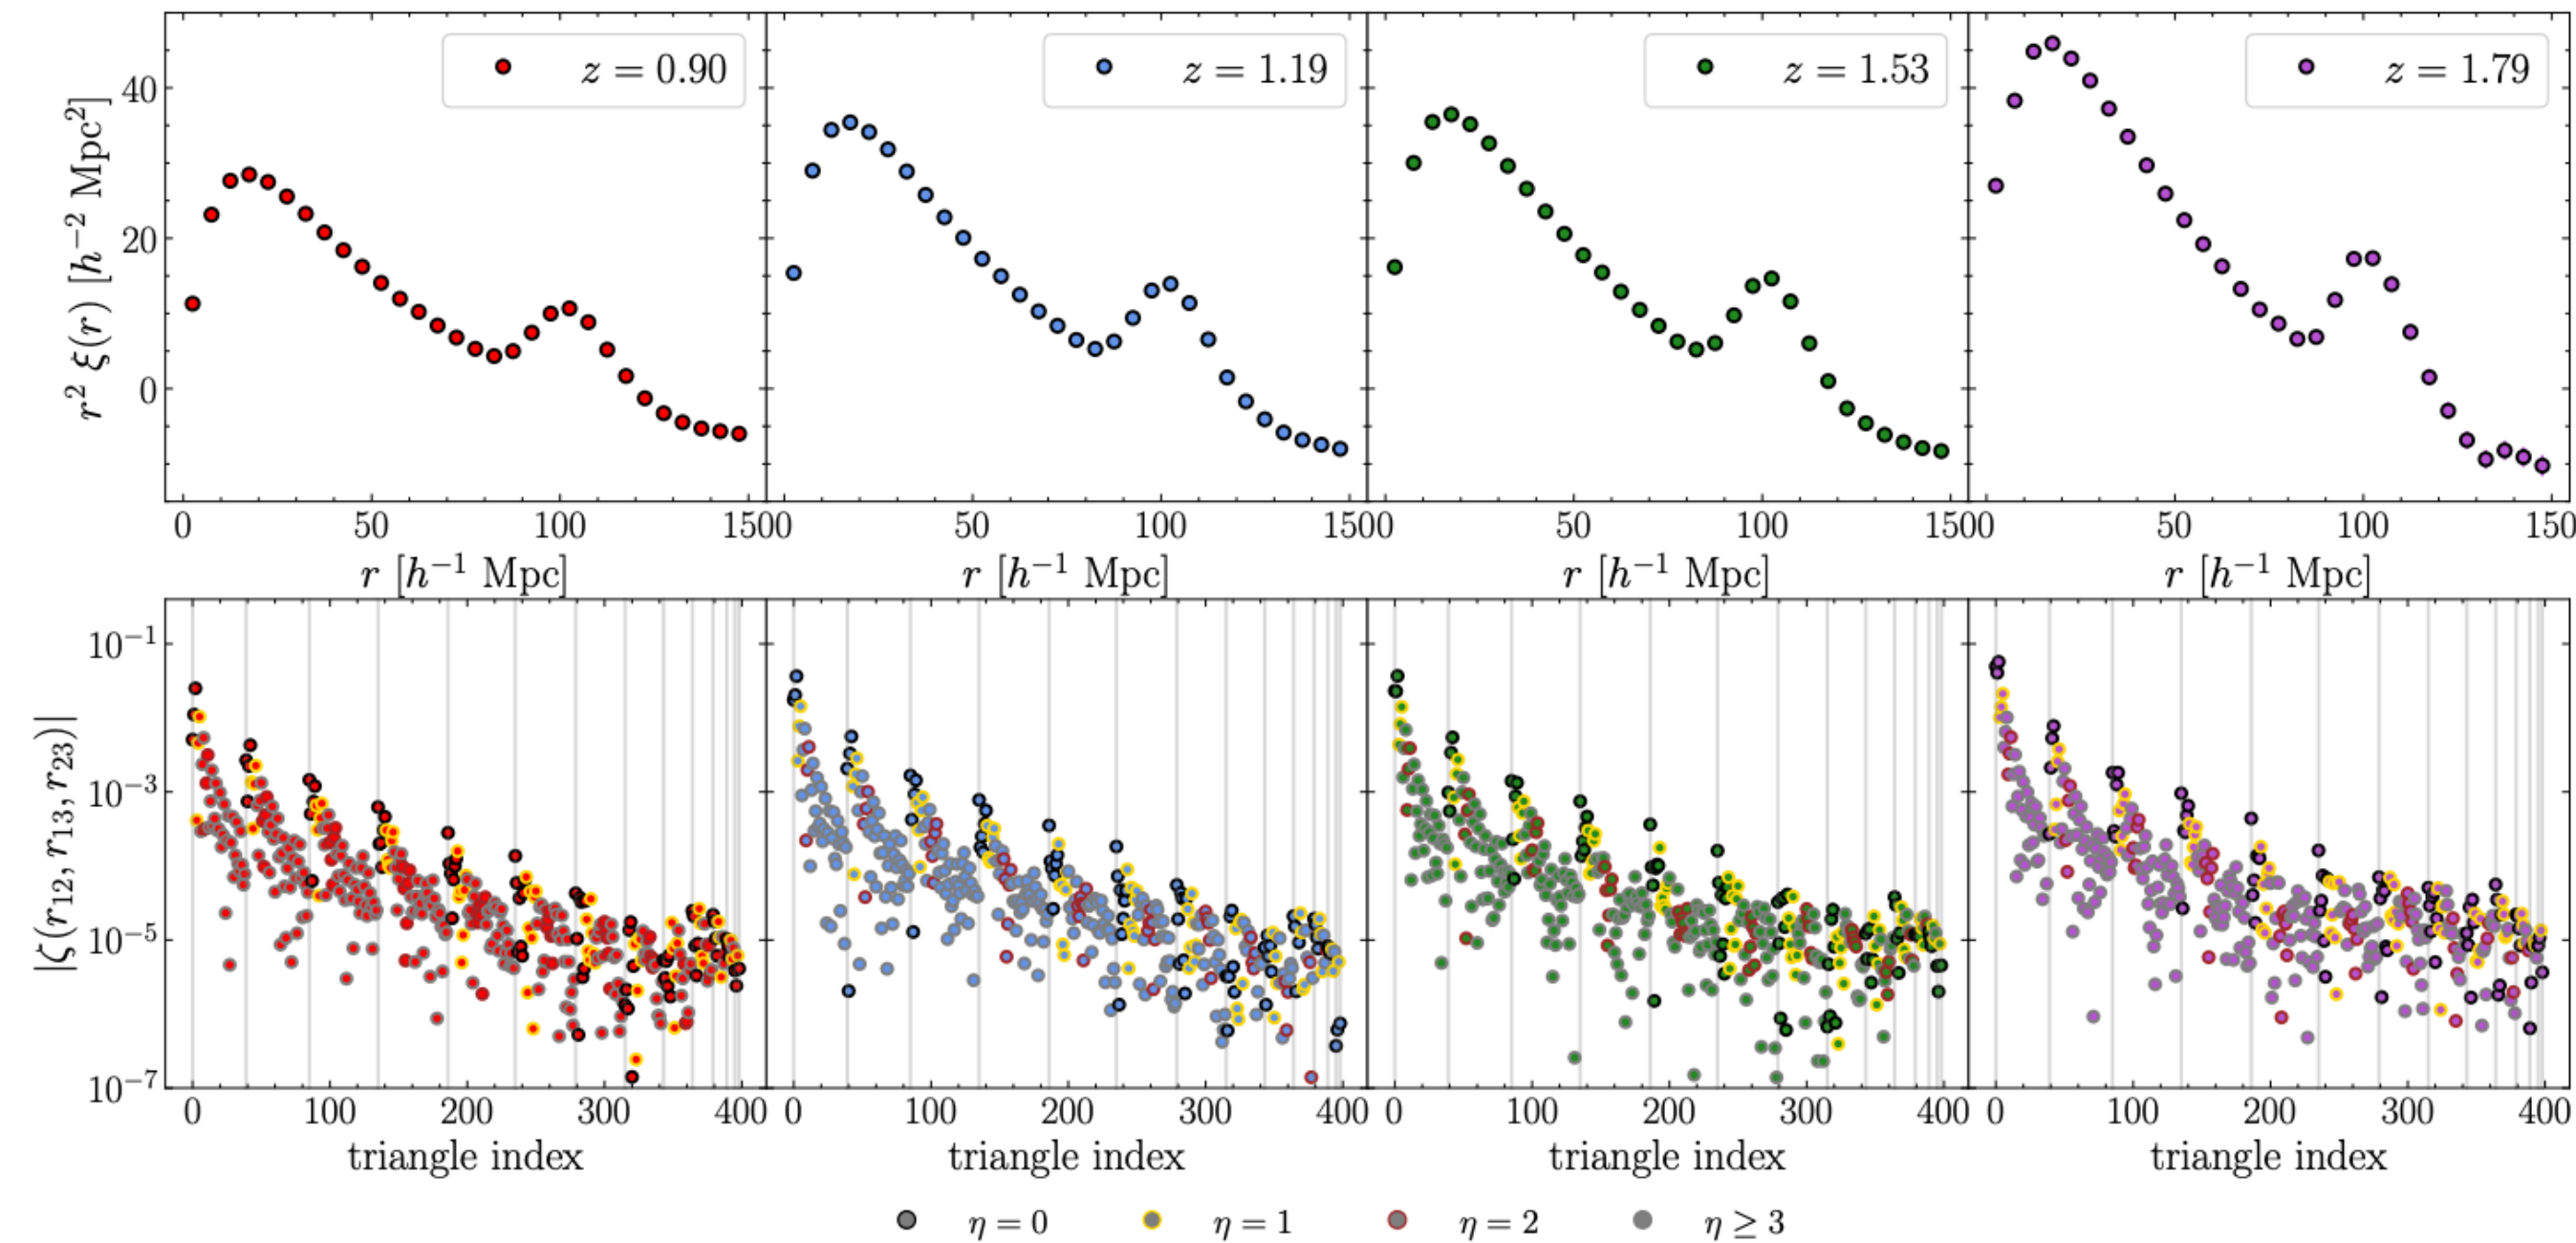 z = 0.90
z = 1.19
z = 1.53
z = 1.79
r² ξ(r) [h⁻² Mpc²]
40
20
0
0 50 100 150 0 50 100 150 0 50 100 150 0 50 100 150
r [h⁻¹ Mpc] r [h⁻¹ Mpc] r [h⁻¹ Mpc] r [h⁻¹ Mpc]
|ζ(r₁₂, r₁₃, r₂₃)|
10⁻¹
10⁻³
10⁻⁵
10⁻⁷
0 100 200 300 400 0 100 200 300 400 0 100 200 300 400 0 100 200 300 400
triangle index triangle index triangle index triangle index
η = 0 η = 1 η = 2 η ≥ 3